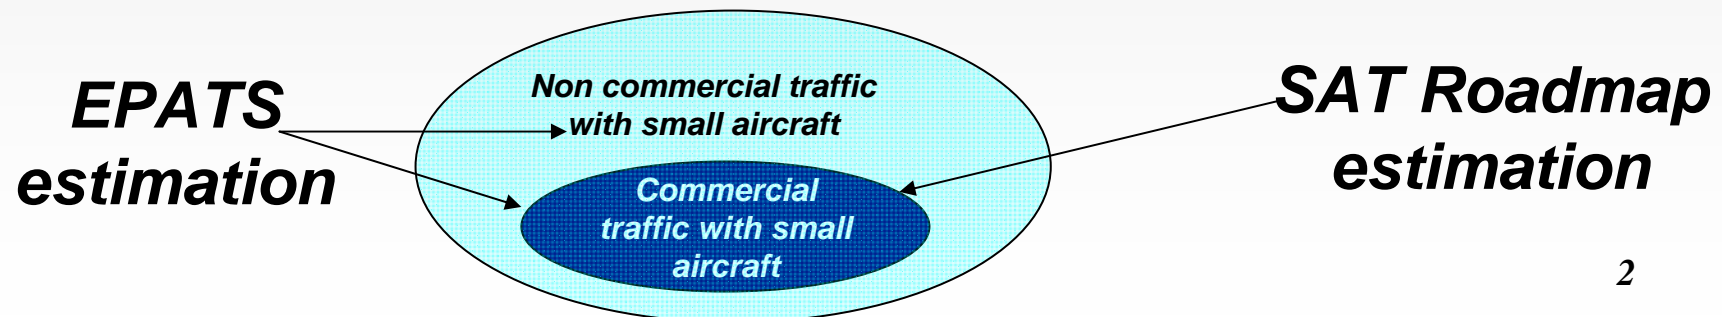 EPATS
estimation
Non commercial traffic
with small aircraft
Commercial
traffic with small
aircraft
SAT Roadmap
estimation
2